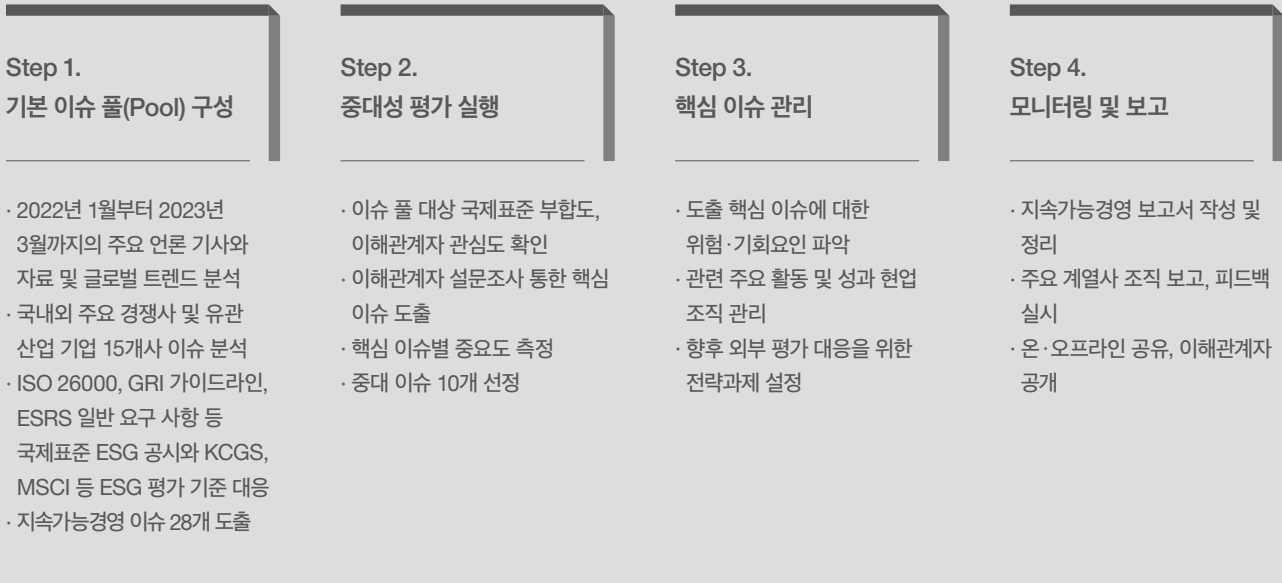 Step 1.
기본 이슈 풀(Pool) 구성
· 2022년 1월부터 2023년
3월까지의 주요 언론 기사와
자료 및 글로벌 트렌드 분석
· 국내외 주요 경쟁사 및 유관
산업 기업 15개사 이슈 분석
· ISO 26000, GRI 가이드라인,
ESRS 일반 요구 사항 등
국제표준 ESG 공시와 KCGS,
MSCI 등 ESG 평가 기준 대응
· 지속가능경영 이슈 28개 도출
Step 2.
중대성 평가 실행
· 이슈 풀 대상 국제표준 부합도,
이해관계자 관심도 확인
· 이해관계자 설문조사 통한 핵심
이슈 도출
· 핵심 이슈별 중요도 측정
· 중대 이슈 10개 선정
Step 3.
핵심 이슈 관리
· 도출 핵심 이슈에 대한
위험·기회요인 파악
· 관련 주요 활동 및 성과 현업
조직 관리
· 향후 외부 평가 대응을 위한
전략과제 설정
Step 4.
모니터링 및 보고
· 지속가능경영 보고서 작성 및
정리
· 주요 계열사 조직 보고, 피드백
실시
· 온·오프라인 공유, 이해관계자
공개